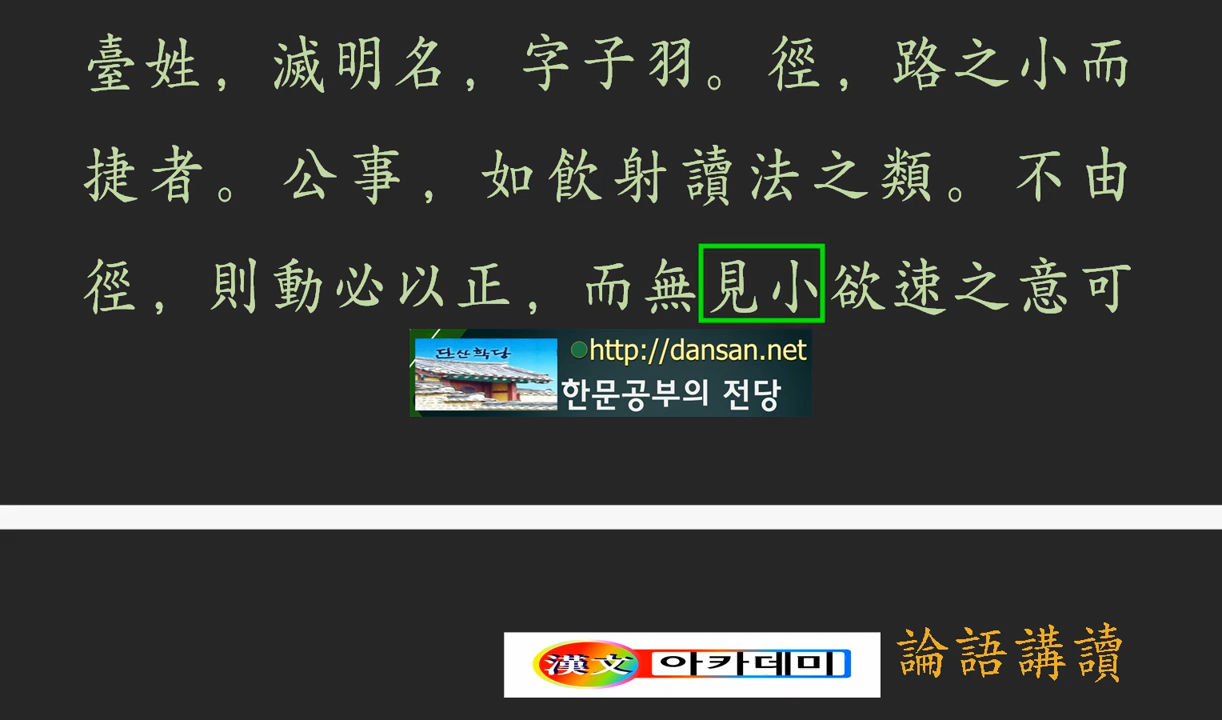 臺姓，滅明名，字子羽。徑，路之小而
捷者。公事，如飮射讀法之類。不由
徑，則動必以正，而無見小欲速之意可
단산학당
http://dansan.net
한문공부의 전당
漢文 아카데미
論語講讀